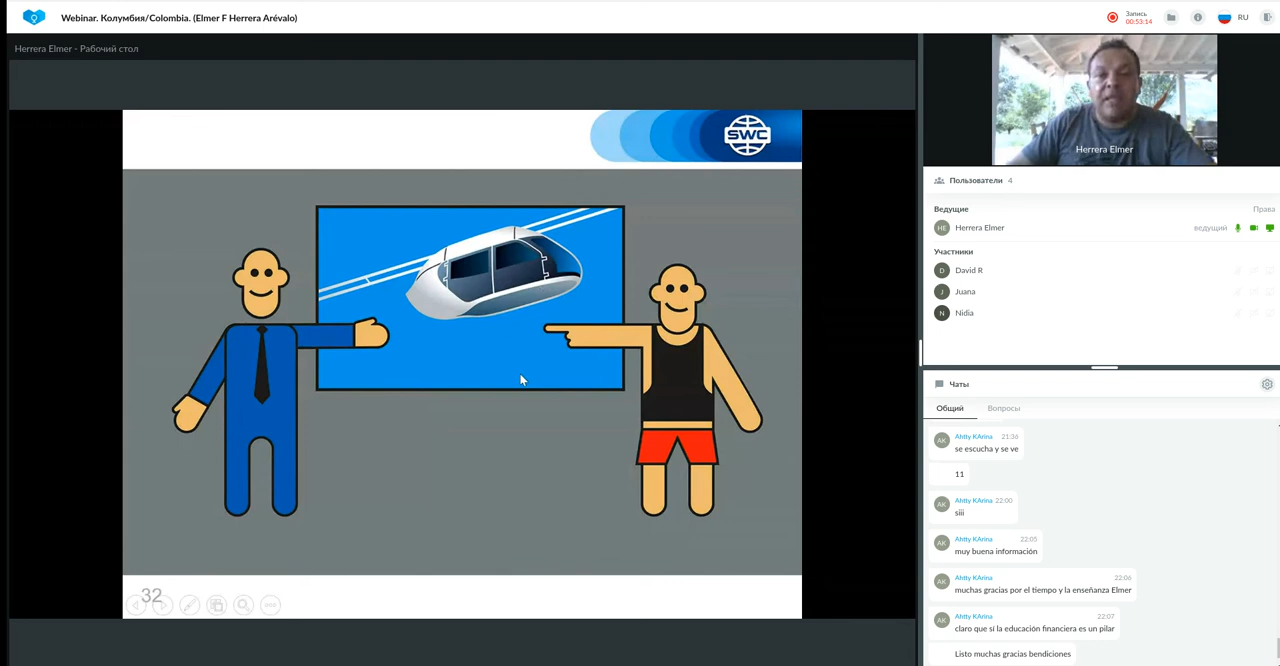 Webinar. Колумбия/Colombia. (Elmer F Herrera Arévalo)
Запись
00:53:14
RU
Herrera Elmer - Рабочий стол
SWC
32
Herrera Elmer
Пользователи 4
Ведущие Права
HE Herrera Elmer ведущий
Участники
D David R
J Juana
N Nidia
Чаты
Общий Вопросы
AK Ahtty KArina 21:36
se escucha y se ve
11
AK Ahtty KArina 22:00
siii
AK Ahtty KArina 22:05
muy buena información
AK Ahtty KArina 22:06
muchas gracias por el tiempo y la enseñanza Elmer
AK Ahtty KArina 22:07
claro que sí la educación financiera es un pilar
Listo muchas gracias bendiciones